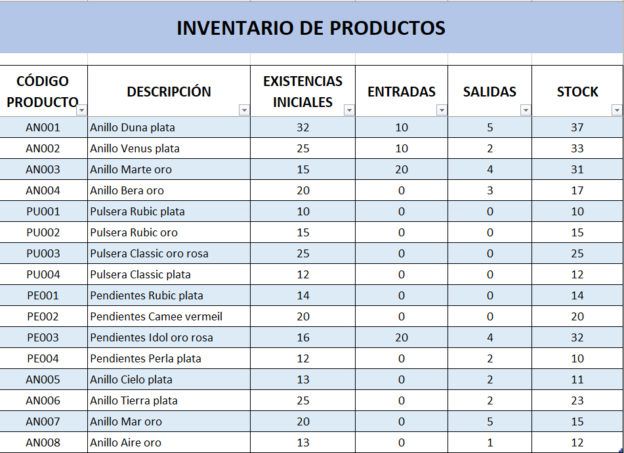 INVENTARIO DE PRODUCTOS
CÓDIGO PRODUCTO DESCRIPCIÓN EXISTENCIAS INICIALES ENTRADAS SALIDAS STOCK
AN001 Anillo Duna plata 32 10 5 37
AN002 Anillo Venus plata 25 10 2 33
AN003 Anillo Marte oro 15 20 4 31
AN004 Anillo Bera oro 20 0 3 17
PU001 Pulsera Rubic plata 10 0 0 10
PU002 Pulsera Rubic oro 15 0 0 15
PU003 Pulsera Classic oro rosa 25 0 0 25
PU004 Pulsera Classic plata 12 0 0 12
PE001 Pendientes Rubic plata 14 0 0 14
PE002 Pendientes Camee vermeil 20 0 0 20
PE003 Pendientes Idol oro rosa 16 20 4 32
PE004 Pendientes Perla plata 12 0 2 10
AN005 Anillo Cielo plata 13 0 2 11
AN006 Anillo Tierra plata 25 0 2 23
AN007 Anillo Mar oro 20 0 5 15
AN008 Anillo Aire oro 13 0 1 12